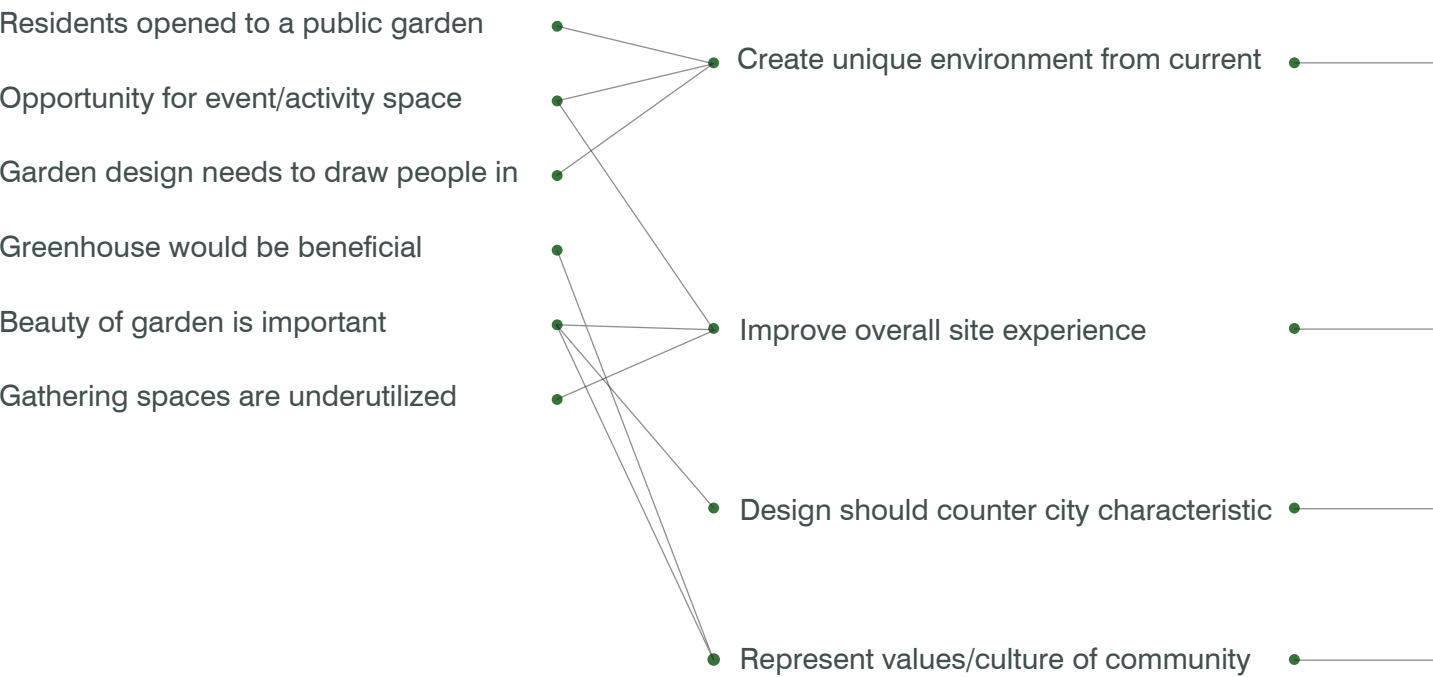 Residents opened to a public garden
Opportunity for event/activity space
Garden design needs to draw people in
Greenhouse would be beneficial
Beauty of garden is important
Gathering spaces are underutilized
Create unique environment from current
Improve overall site experience
Design should counter city characteristic
Represent values/culture of community